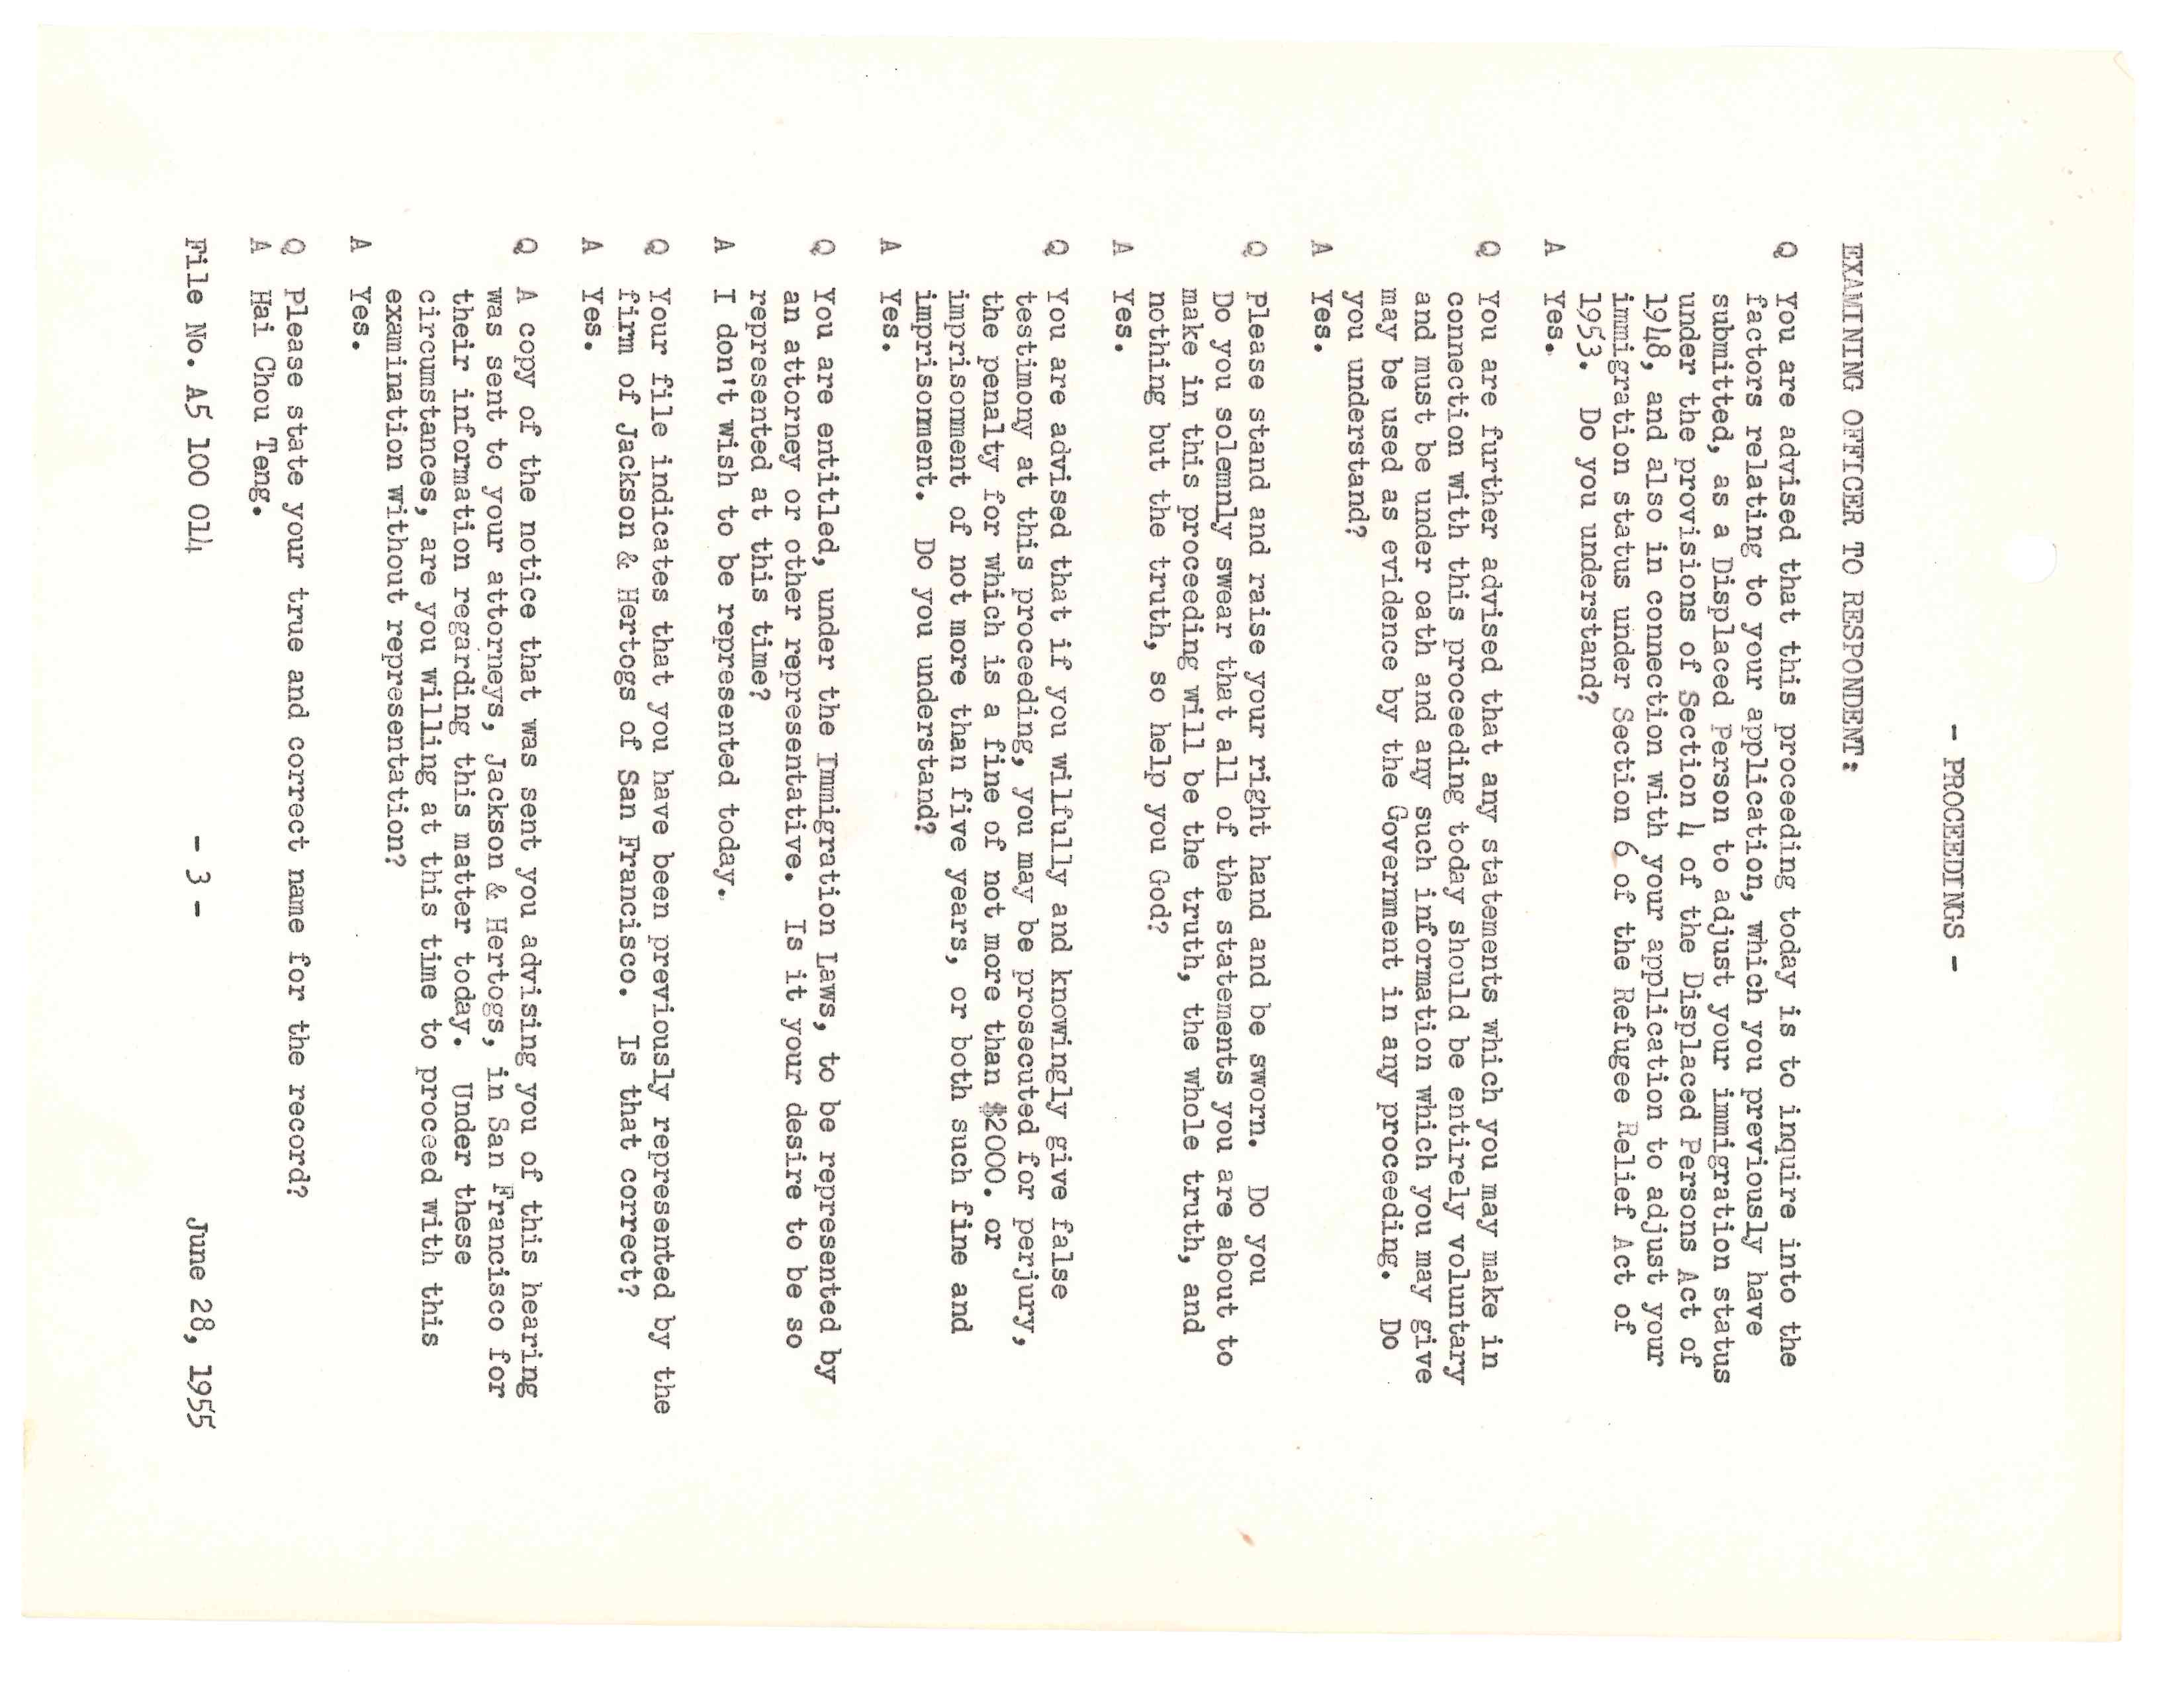 - PROCEEDINGS -
EXAMINING OFFICER TO RESPONDENT:
Q You are advised that this proceeding today is to inquire into the
factors relating to your application, which you previously have
submitted, as a Displaced Person to adjust your immigration status
under the provisions of Section 4 of the Displaced Persons Act of
1948, and also in connection with your application to adjust your
immigration status under Section 6 of the Refugee Relief Act of
1953. Do you understand?
A Yes.
Q You are further advised that any statements which you may make in
connection with this proceeding today should be entirely voluntary
and must be under oath and any such information which you may give
may be used as evidence by the Government in any proceeding. Do
you understand?
A Yes.
Q Please stand and raise your right hand and be sworn. Do you
Do you solemnly swear that all of the statements you are about to
make in this proceeding will be the truth, the whole truth, and
nothing but the truth, so help you God?
A Yes.
Q You are advised that if you wilfully and knowingly give false
testimony at this proceeding, you may be prosecuted for perjury,
the penalty for which is a fine of not more than $2000. or
imprisonment of not more than five years, or both such fine and
imprisonment. Do you understand?
A Yes.
Q You are entitled, under the Immigration Laws, to be represented by
an attorney or other representative. Is it your desire to be so
represented at this time?
A I don't wish to be represented today.
Q Your file indicates that you have been previously represented by the
firm of Jackson & Hertogs of San Francisco. Is that correct?
A Yes.
Q A copy of the notice that was sent you advising you of this hearing
was sent to your attorneys, Jackson & Hertogs, in San Francisco for
their information regarding this matter today. Under these
circumstances, are you willing at this time to proceed with this
examination without representation?
A Yes.
Q Please state your true and correct name for the record?
A Hai Chou Teng.
File No. A5 100 014 - 3 - June 28, 1955